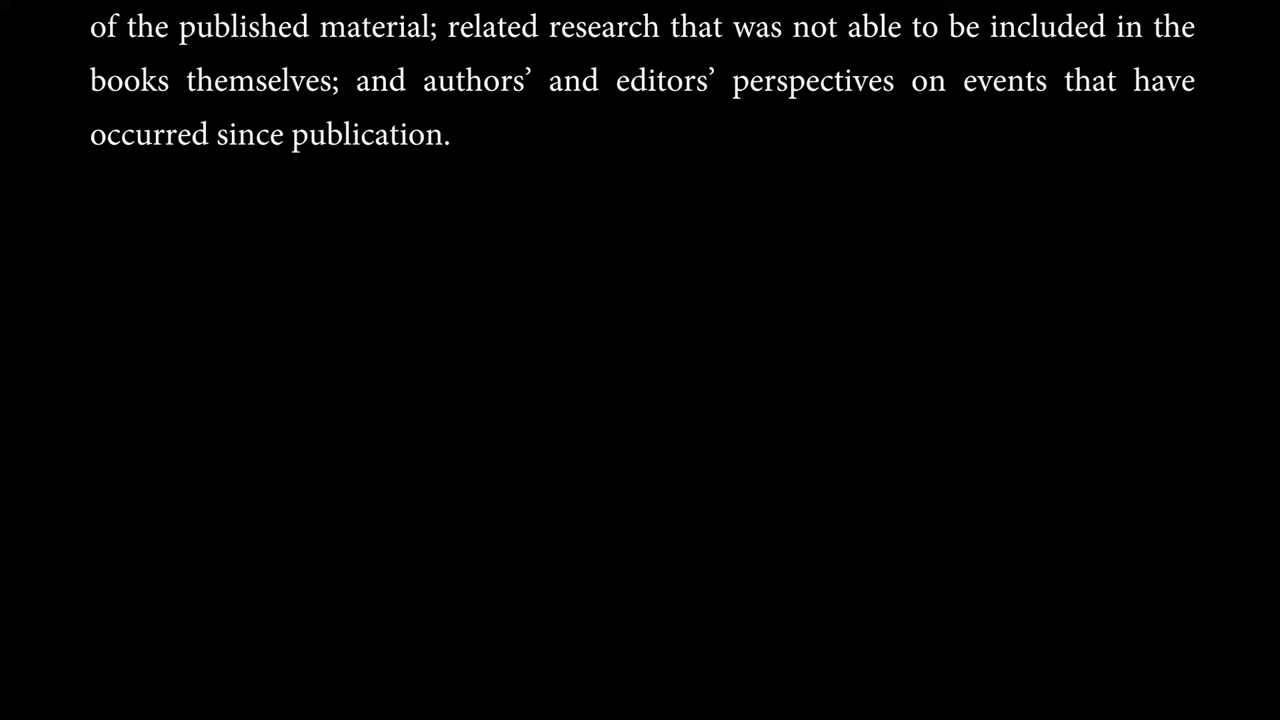 of the published material; related research that was not able to be included in the
books themselves; and authors’ and editors’ perspectives on events that have
occurred since publication.